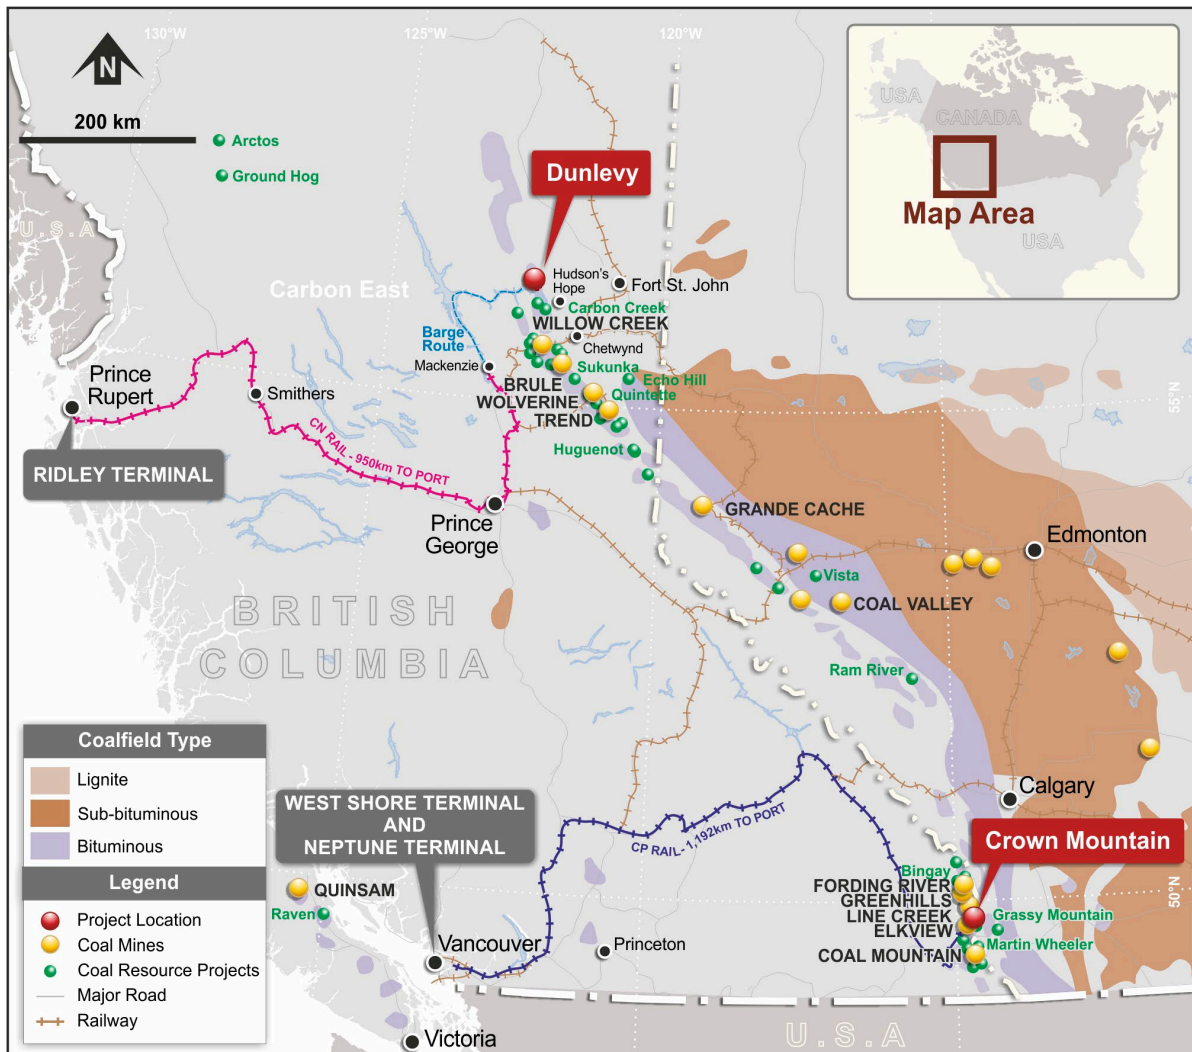 130°W
125°W
120°W
N
200 km
Arctos
Ground Hog
U.S.A
USA
CANADA
USA
Map Area
Dunlevy
Hudson's
Hope
Fort St. John
Carbon East
Carbon Creek
WILLOW CREEK
Barge
Route
Chetwynd
Mackenzie
Sukunka
Echo Hill
BRULE
Quintette
WOLVERINE
TREND
Huguenot
55°N
Prince
Rupert
Smithers
RIDLEY TERMINAL
CN RAIL - 950km TO PORT
Prince
George
GRANDE CACHE
Edmonton
Vista
COAL VALLEY
BRITISH
COLUMBIA
Ram River
Coalfield Type
Lignite
Sub-bituminous
Bituminous
Legend
Project Location
Coal Mines
Coal Resource Projects
Major Road
Railway
WEST SHORE TERMINAL
AND
NEPTUNE TERMINAL
CP RAIL - 1,192km TO PORT
Calgary
Crown Mountain
QUINSAM
Raven
Vancouver
Princeton
Victoria
Bingay
FORDING RIVER
GREENHILLS
LINE CREEK
ELKVIEW
COAL MOUNTAIN
Grassy Mountain
Martin Wheeler
50°N
U.S.A